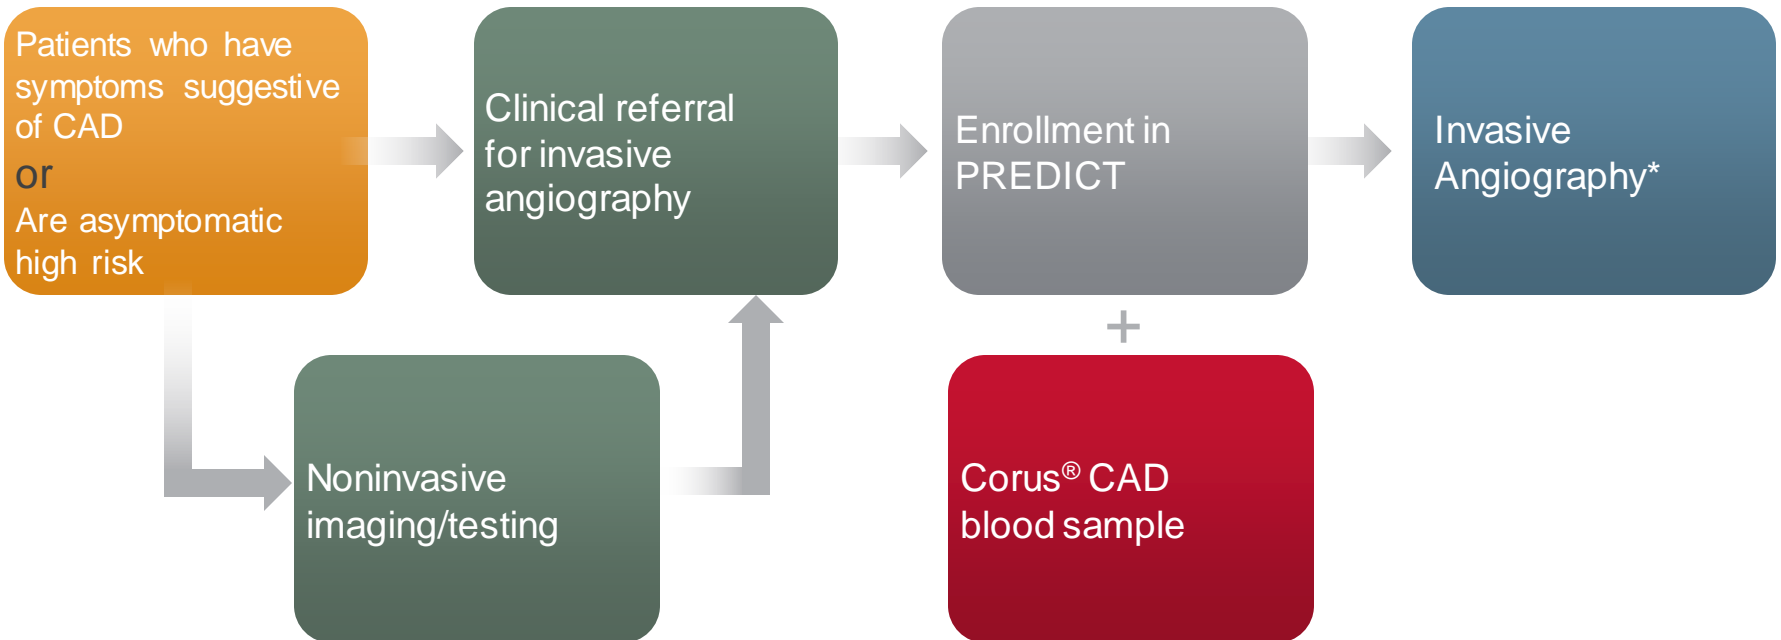 Patients who have
symptoms suggestive
of CAD
or
Are asymptomatic
high risk
Clinical referral
for invasive
angiography
Enrollment in
PREDICT
Invasive
Angiography*
+
Noninvasive
imaging/testing
Corus® CAD
blood sample